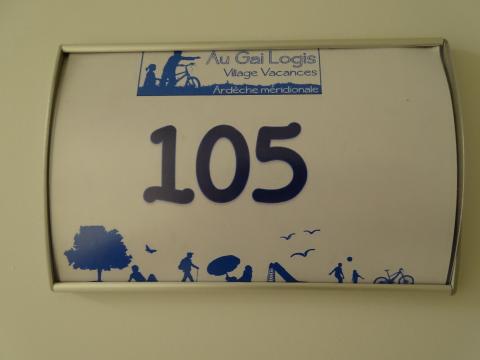 Au Gai Logis
Village Vacances
Ardèche méridionale
105